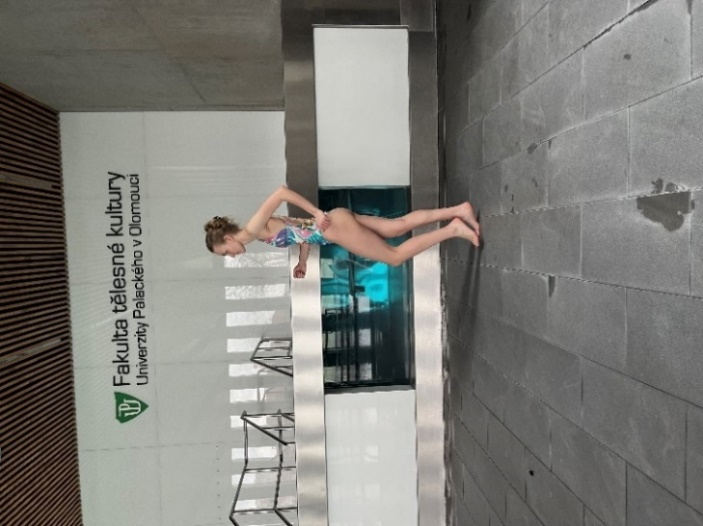 Fakulta tělesné kultury
Univerzity Palackého v Olomouci